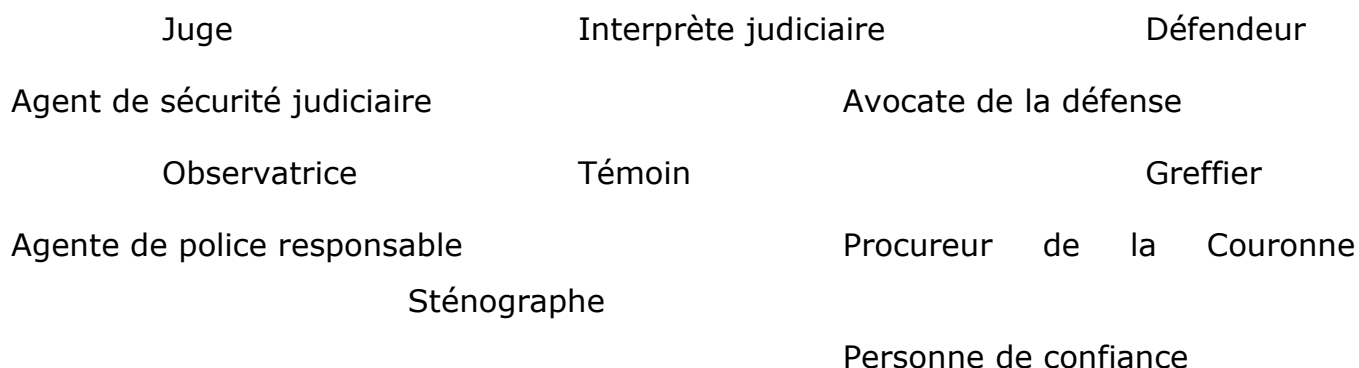 Juge Interprète judiciaire Défendeur
Agent de sécurité judiciaire Avocate de la défense
Observatrice Témoin Greffier
Agente de police responsable Procureur de la Couronne
Sténographe
Personne de confiance